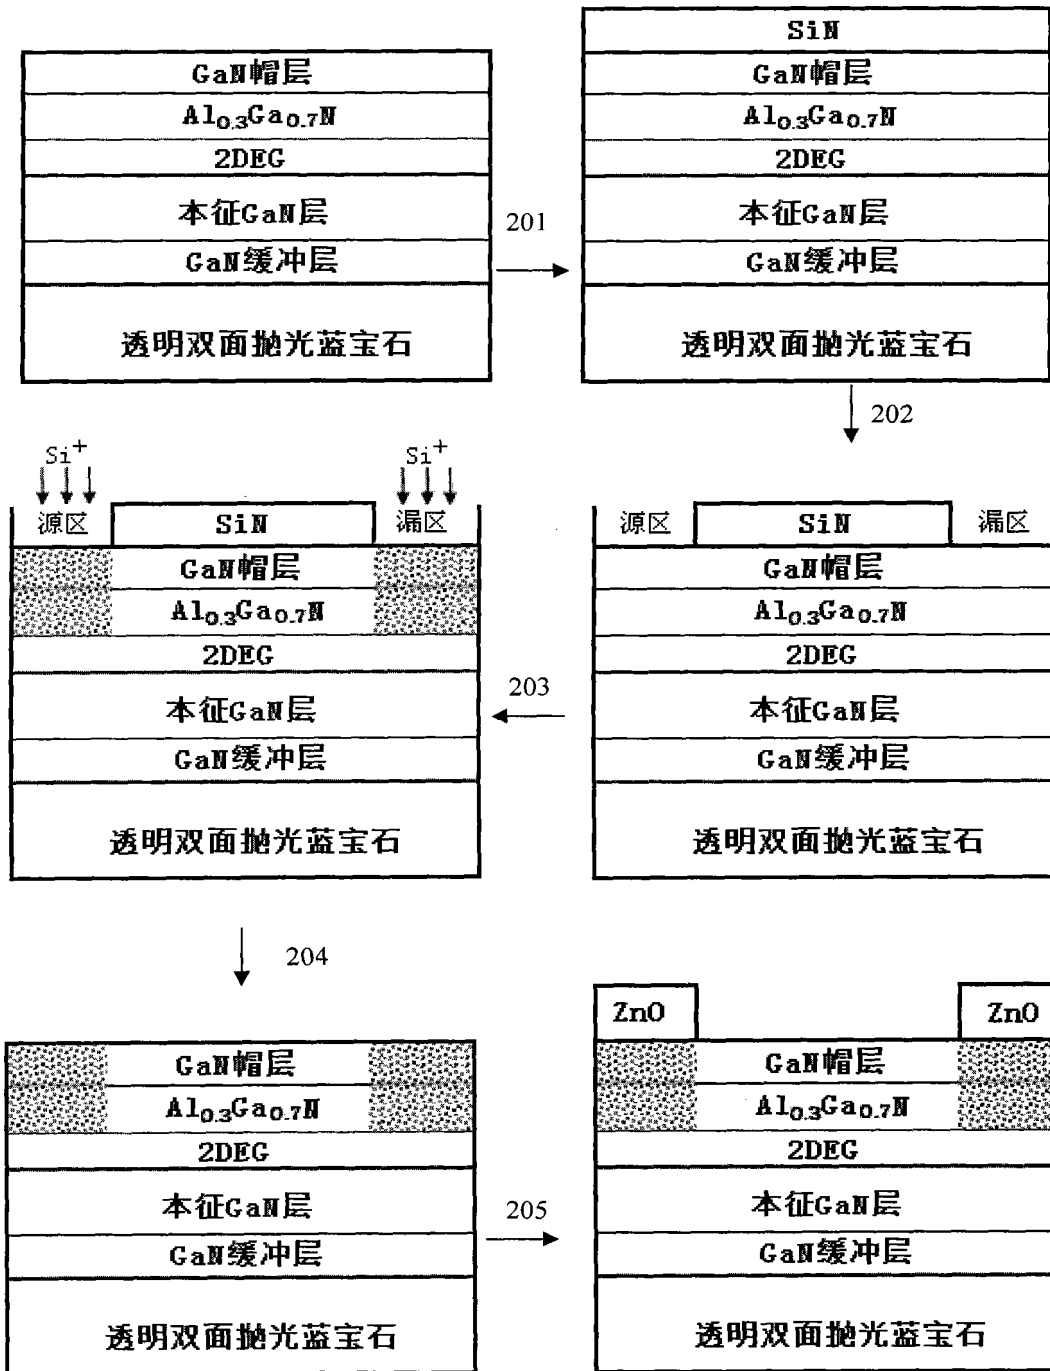 GaN帽层
Al0.3Ga0.7N
2DEG
本征GaN层
GaN缓冲层
透明双面抛光蓝宝石
201
SiN
GaN帽层
Al0.3Ga0.7N
2DEG
本征GaN层
GaN缓冲层
透明双面抛光蓝宝石
202
源区
SiN
漏区
GaN帽层
Al0.3Ga0.7N
2DEG
本征GaN层
GaN缓冲层
透明双面抛光蓝宝石
203
Si+
Si+
源区
SiN
漏区
GaN帽层
Al0.3Ga0.7N
2DEG
本征GaN层
GaN缓冲层
透明双面抛光蓝宝石
204
GaN帽层
Al0.3Ga0.7N
2DEG
本征GaN层
GaN缓冲层
透明双面抛光蓝宝石
205
ZnO
ZnO
GaN帽层
Al0.3Ga0.7N
2DEG
本征GaN层
GaN缓冲层
透明双面抛光蓝宝石